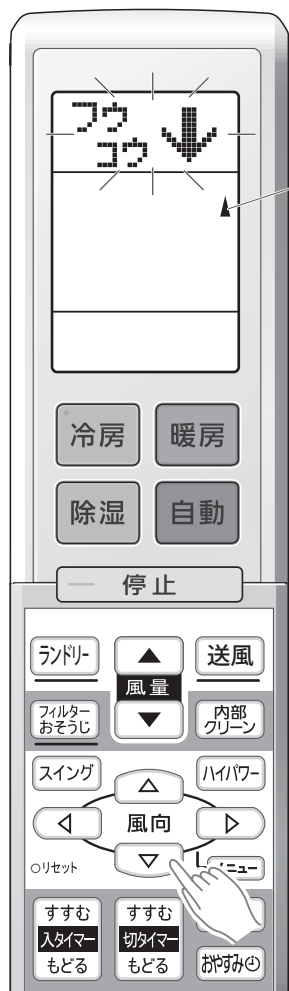 フウ
コウ
冷房
暖房
除湿
自動
停止
ランドリー
風量
送風
フィルター
おそうじ
内部
クリーン
スイング
ハイパワー
風向
リセット
メニュー
すすむ
入タイマー
もどる
すすむ
切タイマー
もどる
おやすみ